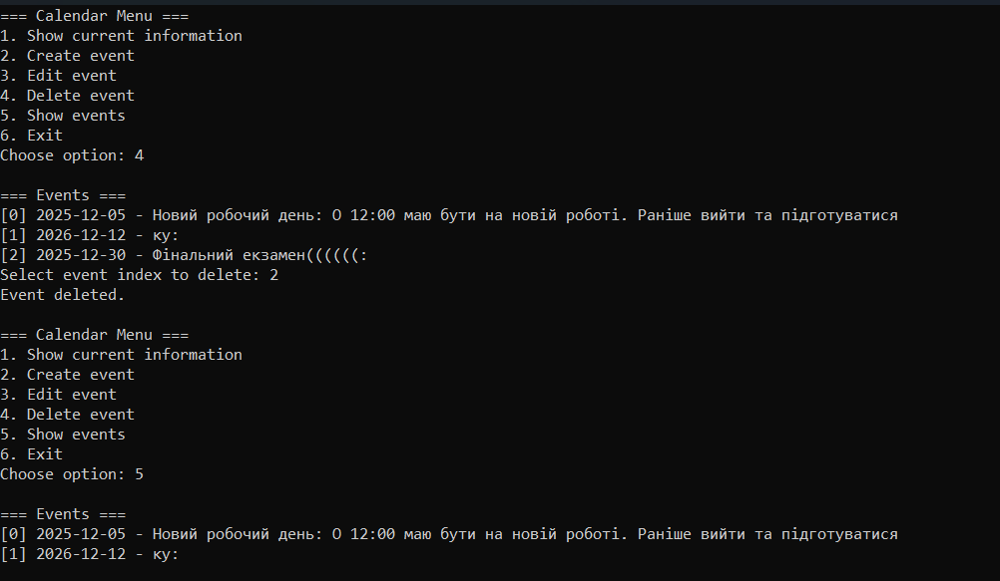 === Calendar Menu ===
1. Show current information
2. Create event
3. Edit event
4. Delete event
5. Show events
6. Exit
Choose option: 4
=== Events ===
[0] 2025-12-05 - Новий робочий день: О 12:00 маю бути на новій роботі. Раніше вийти та підготуватися
[1] 2026-12-12 - ку:
[2] 2025-12-30 - Фінальний екзамен((((((:
Select event index to delete: 2
Event deleted.
=== Calendar Menu ===
1. Show current information
2. Create event
3. Edit event
4. Delete event
5. Show events
6. Exit
Choose option: 5
=== Events ===
[0] 2025-12-05 - Новий робочий день: О 12:00 маю бути на новій роботі. Раніше вийти та підготуватися
[1] 2026-12-12 - ку: